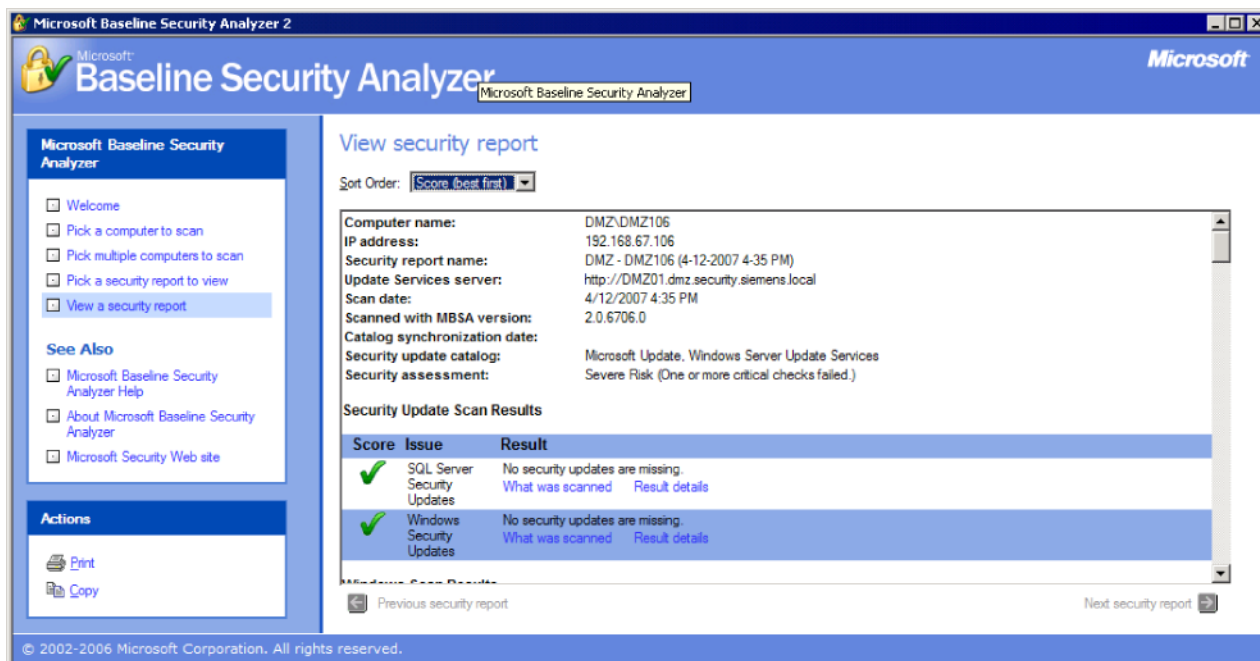 Microsoft Baseline Security Analyzer 2
Microsoft
Baseline Security Analyzer
Microsoft
Microsoft Baseline Security Analyzer
Microsoft Baseline Security
Analyzer
Welcome
Pick a computer to scan
Pick multiple computers to scan
Pick a security report to view
View a security report
See Also
Microsoft Baseline Security
Analyzer Help
About Microsoft Baseline Security
Analyzer
Microsoft Security Web site
Actions
Print
Copy
View security report
Sort Order: Score (best first)
Computer name: DMZ\DMZ106
IP address: 192.168.67.106
Security report name: DMZ - DMZ106 (4-12-2007 4-35 PM)
Update Services server: http://DMZ01.dmz.security.siemens.local
Scan date: 4/12/2007 4:35 PM
Scanned with MBSA version: 2.0.6706.0
Catalog synchronization date:
Security update catalog: Microsoft Update, Windows Server Update Services
Security assessment: Severe Risk (One or more critical checks failed.)
Security Update Scan Results
Score Issue Result
SQL Server No security updates are missing.
Security What was scanned Result details
Updates
Windows No security updates are missing.
Security What was scanned Result details
Updates
Windows Scan Results
Previous security report
Next security report
© 2002-2006 Microsoft Corporation. All rights reserved.